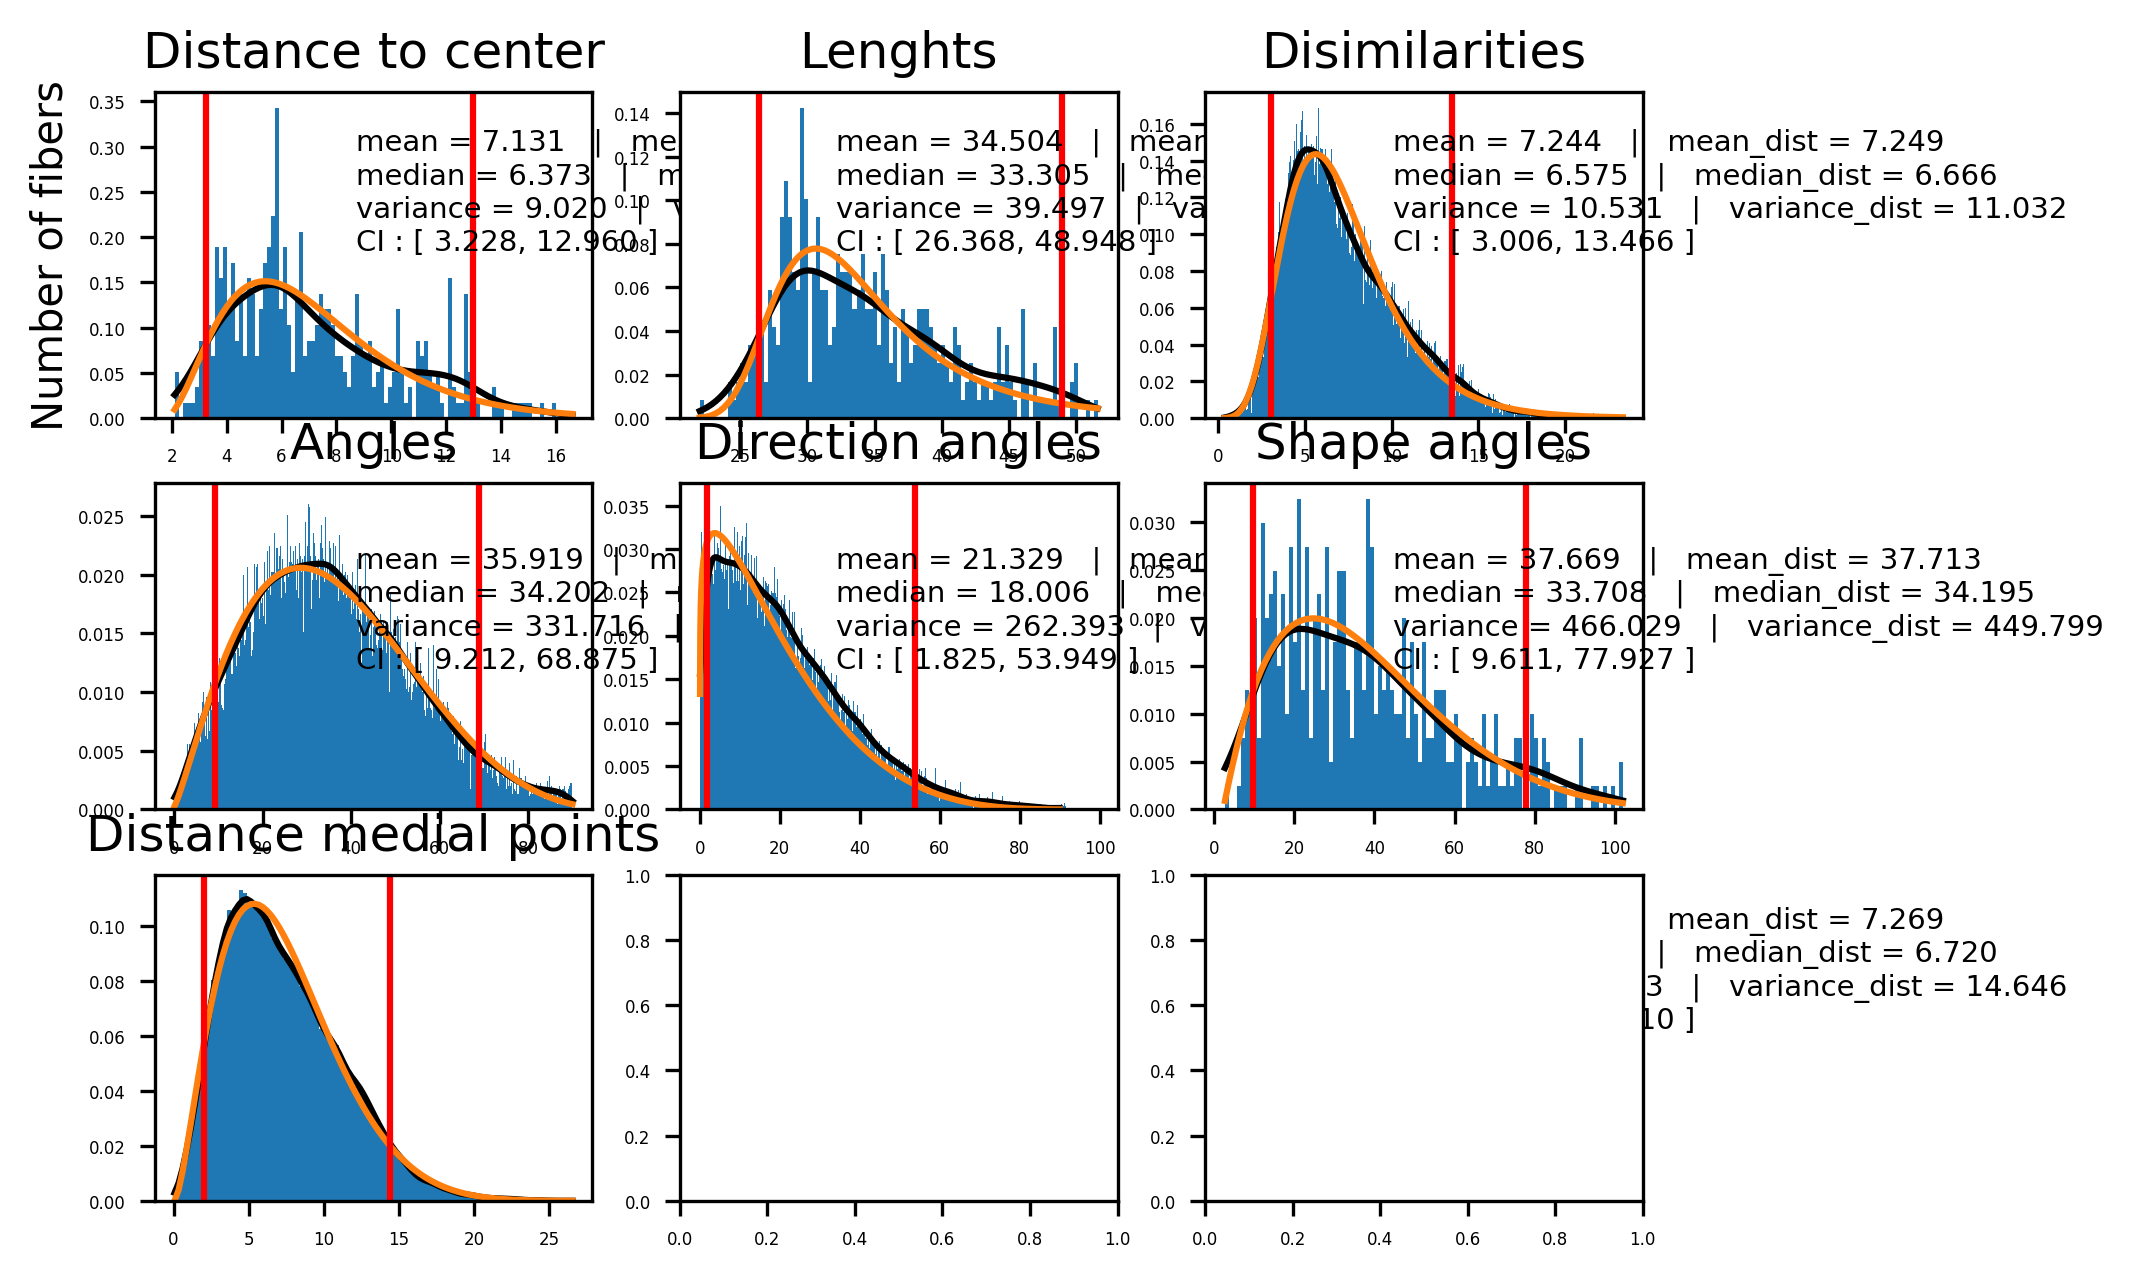 Distance to center
Lenghts
Disimilarities
Number of fibers
0.35
0.30
0.25
0.20
0.15
0.10
0.05
0.00
2 4 6 8 10 12 14 16
mean = 7.131 |
median = 6.373 |
variance = 9.020 |
CI : [ 3.228, 12.960 ]
0.14
0.12
0.10
0.08
0.06
0.04
0.02
0.00
25 30 35 40 45 50
mean = 34.504 | mean
median = 33.305 |
variance = 39.497 |
CI : [ 26.368, 48.948 ]
0.16
0.14
0.12
0.10
0.08
0.06
0.04
0.02
0.00
0 5 10 15 20
mean = 7.244 | mean_dist = 7.249
median = 6.575 | median_dist = 6.666
variance = 10.531 | variance_dist = 11.032
CI : [ 3.006, 13.466 ]
Angles
Direction angles
Shape angles
0.025
0.020
0.015
0.010
0.005
0.000
0 20 40 60 80
mean = 35.919 |
median = 34.202 |
variance = 331.716 |
CI : [ 9.212, 68.875 ]
0.035
0.030
0.025
0.020
0.015
0.010
0.005
0.000
0 20 40 60 80 100
mean = 21.329 | mean
median = 18.006 |
variance = 262.393 |
CI : [ 1.825, 53.949 ]
0.030
0.025
0.020
0.015
0.010
0.005
0.000
0 20 40 60 80 100
mean = 37.669 | mean_dist = 37.713
median = 33.708 | median_dist = 34.195
variance = 466.029 | variance_dist = 449.799
CI : [ 9.611, 77.927 ]
Distance medial points
0.10
0.08
0.06
0.04
0.02
0.00
0 5 10 15 20 25
1.0
0.8
0.6
0.4
0.2
0.0
0.0 0.2 0.4 0.6 0.8 1.0
1.0
0.8
0.6
0.4
0.2
0.0
0.0 0.2 0.4 0.6 0.8 1.0
mean_dist = 7.269
| median_dist = 6.720
3 | variance_dist = 14.646
10 ]